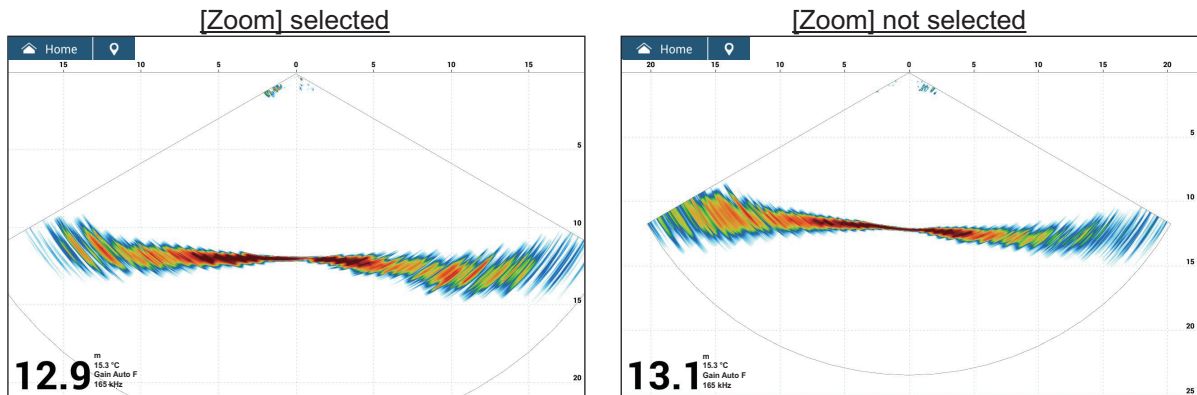 [Zoom] selected
Home
15 10 5 0 5 10 15
5
10
15
20
12.9
m
15.3 °C
Gain Auto F
165 kHz
[Zoom] not selected
Home
20 15 10 5 0 5 10 15 20
5
10
15
20
25
13.1
m
15.3 °C
Gain Auto F
165 kHz